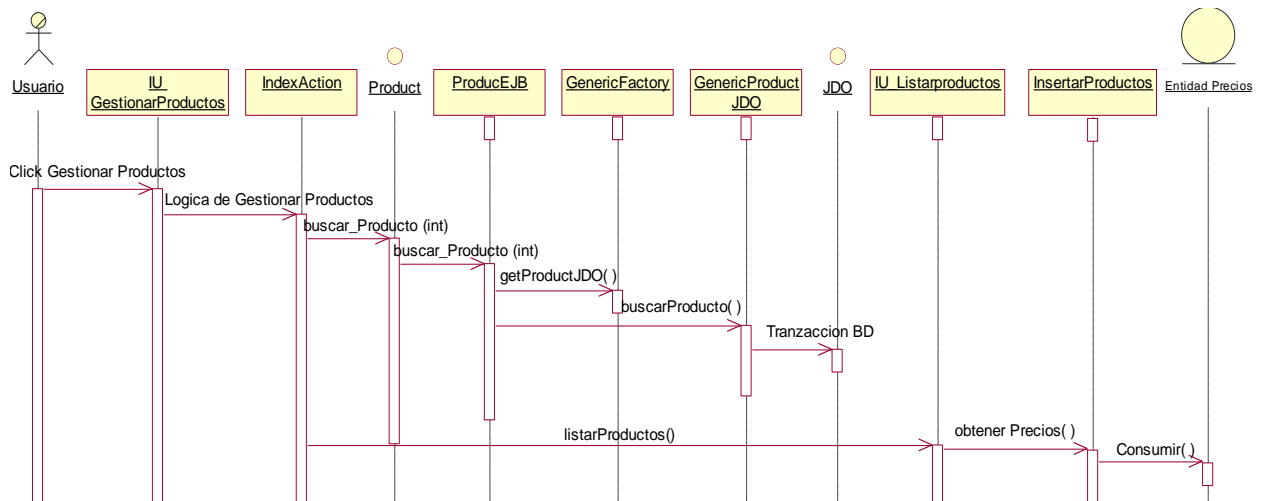 Usuario
IU_
GestionarProductos
IndexAction
Product
ProducEJB
GenericFactory
GenericProduct
JDO
JDO
IU_Listarproductos
InsertarProductos
Entidad Precios
Click Gestionar Productos
Logica de Gestionar Productos
buscar_Producto (int)
buscar_Producto (int)
getProductJDO( )
buscarProducto( )
Tranzaccion BD
listarProductos()
obtener Precios( )
Consumir( )